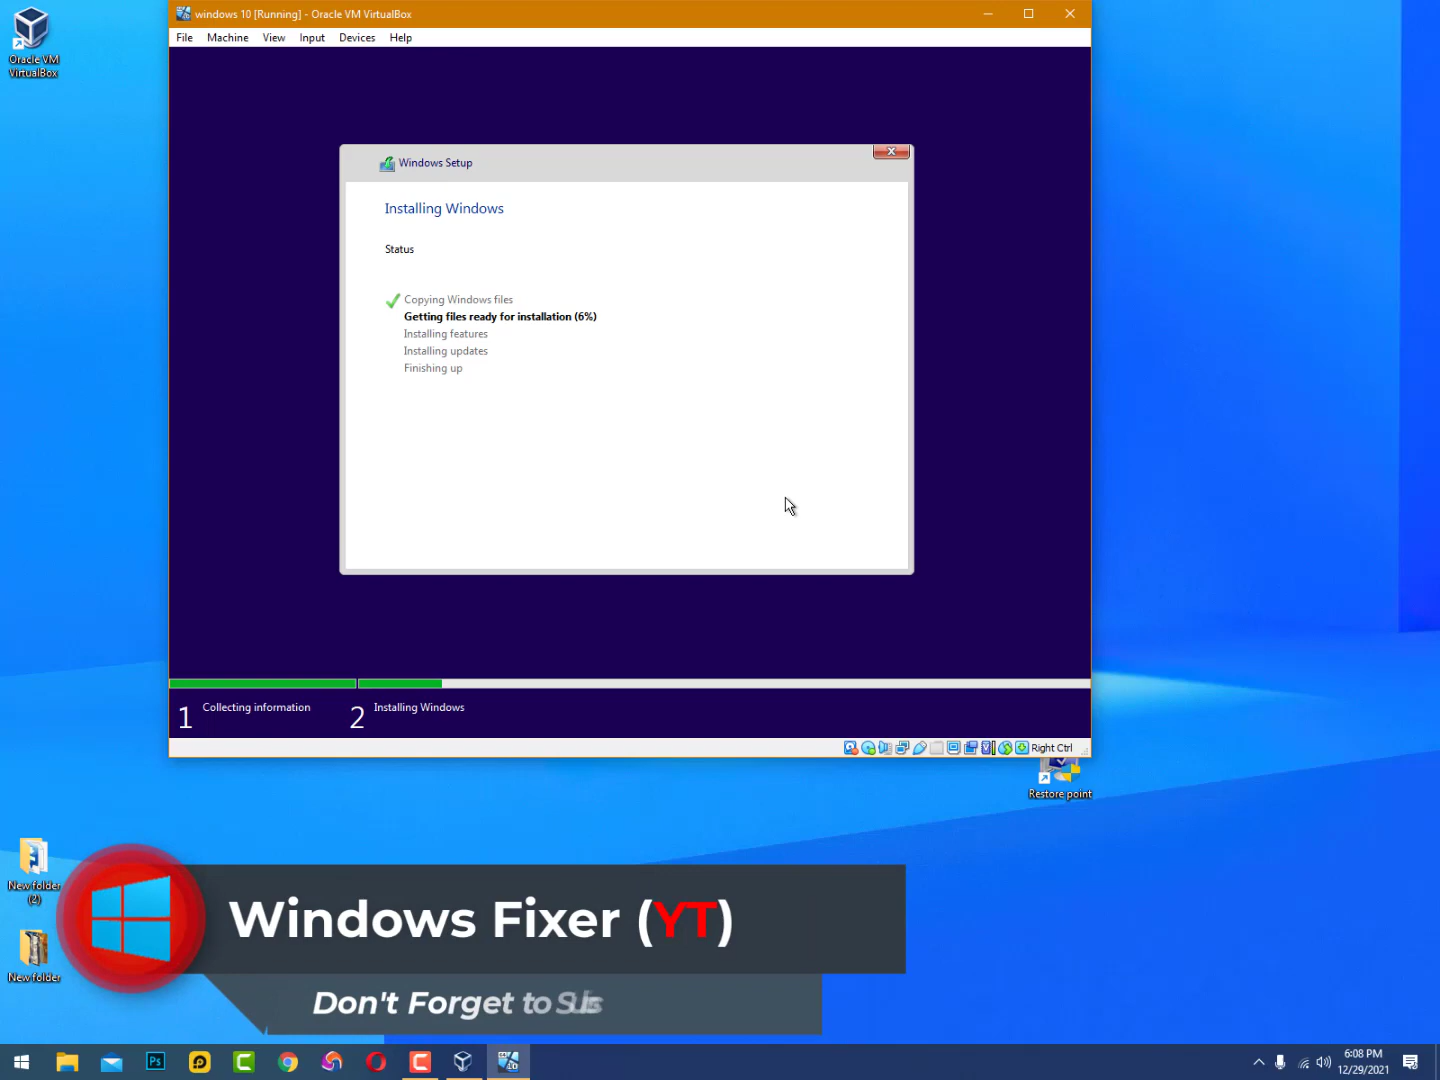 windows 10 [Running] - Oracle VM VirtualBox
File Machine View Input Devices Help
Oracle VM
VirtualBox
Windows Setup
Installing Windows
Status
Copying Windows files
Getting files ready for installation (6%)
Installing features
Installing updates
Finishing up
1 Collecting information
2 Installing Windows
Right Ctrl
Restore point
New folder
(2)
New folder
Windows Fixer (YT)
Don't Forget to
Ps
10
6:08 PM
12/29/2021